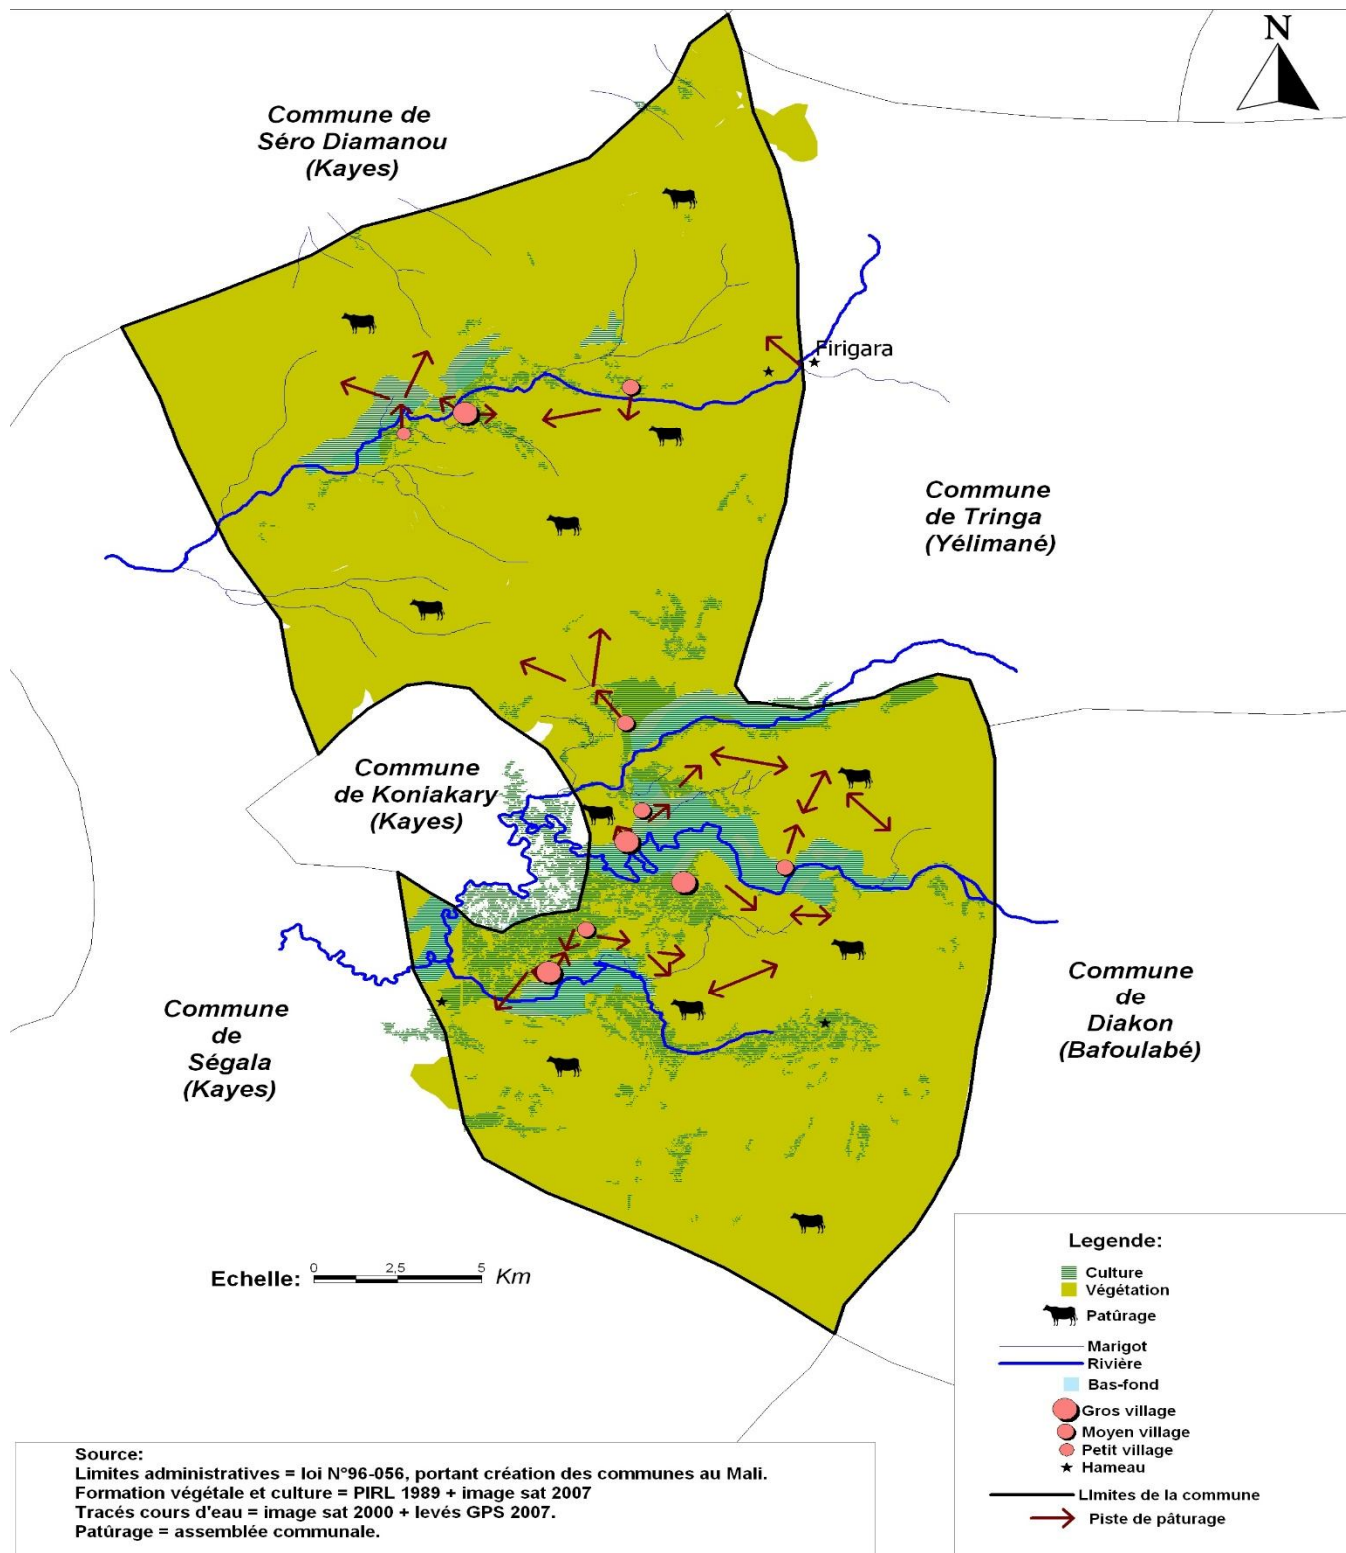 N
Commune de
Séro Diamanou
(Kayes)
Firigara
Commune
de Tringa
(Yélimané)
Commune
de Koniakary
(Kayes)
Commune
de
Ségala
(Kayes)
Commune
de
Diakon
(Bafoulabé)
Echelle: 0 2,5 5 Km
Legende:
Culture
Végétation
Patûrage
Marigot
Rivière
Bas-fond
Gros village
Moyen village
Petit village
Hameau
LImites de la commune
Piste de pâturage
Source:
Limites administratives = loi N°96-056, portant création des communes au Mali.
Formation végétale et culture = PIRL 1989 + image sat 2007
Tracés cours d'eau = image sat 2000 + levés GPS 2007.
Patûrage = assemblée communale.